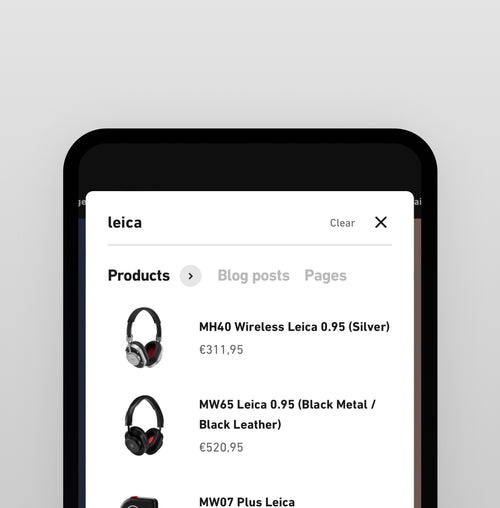 leica
Clear
Products
Blog posts
Pages
MH40 Wireless Leica 0.95 (Silver)
€311,95
MW65 Leica 0.95 (Black Metal /
Black Leather)
€520,95
MW07 Plus Leica